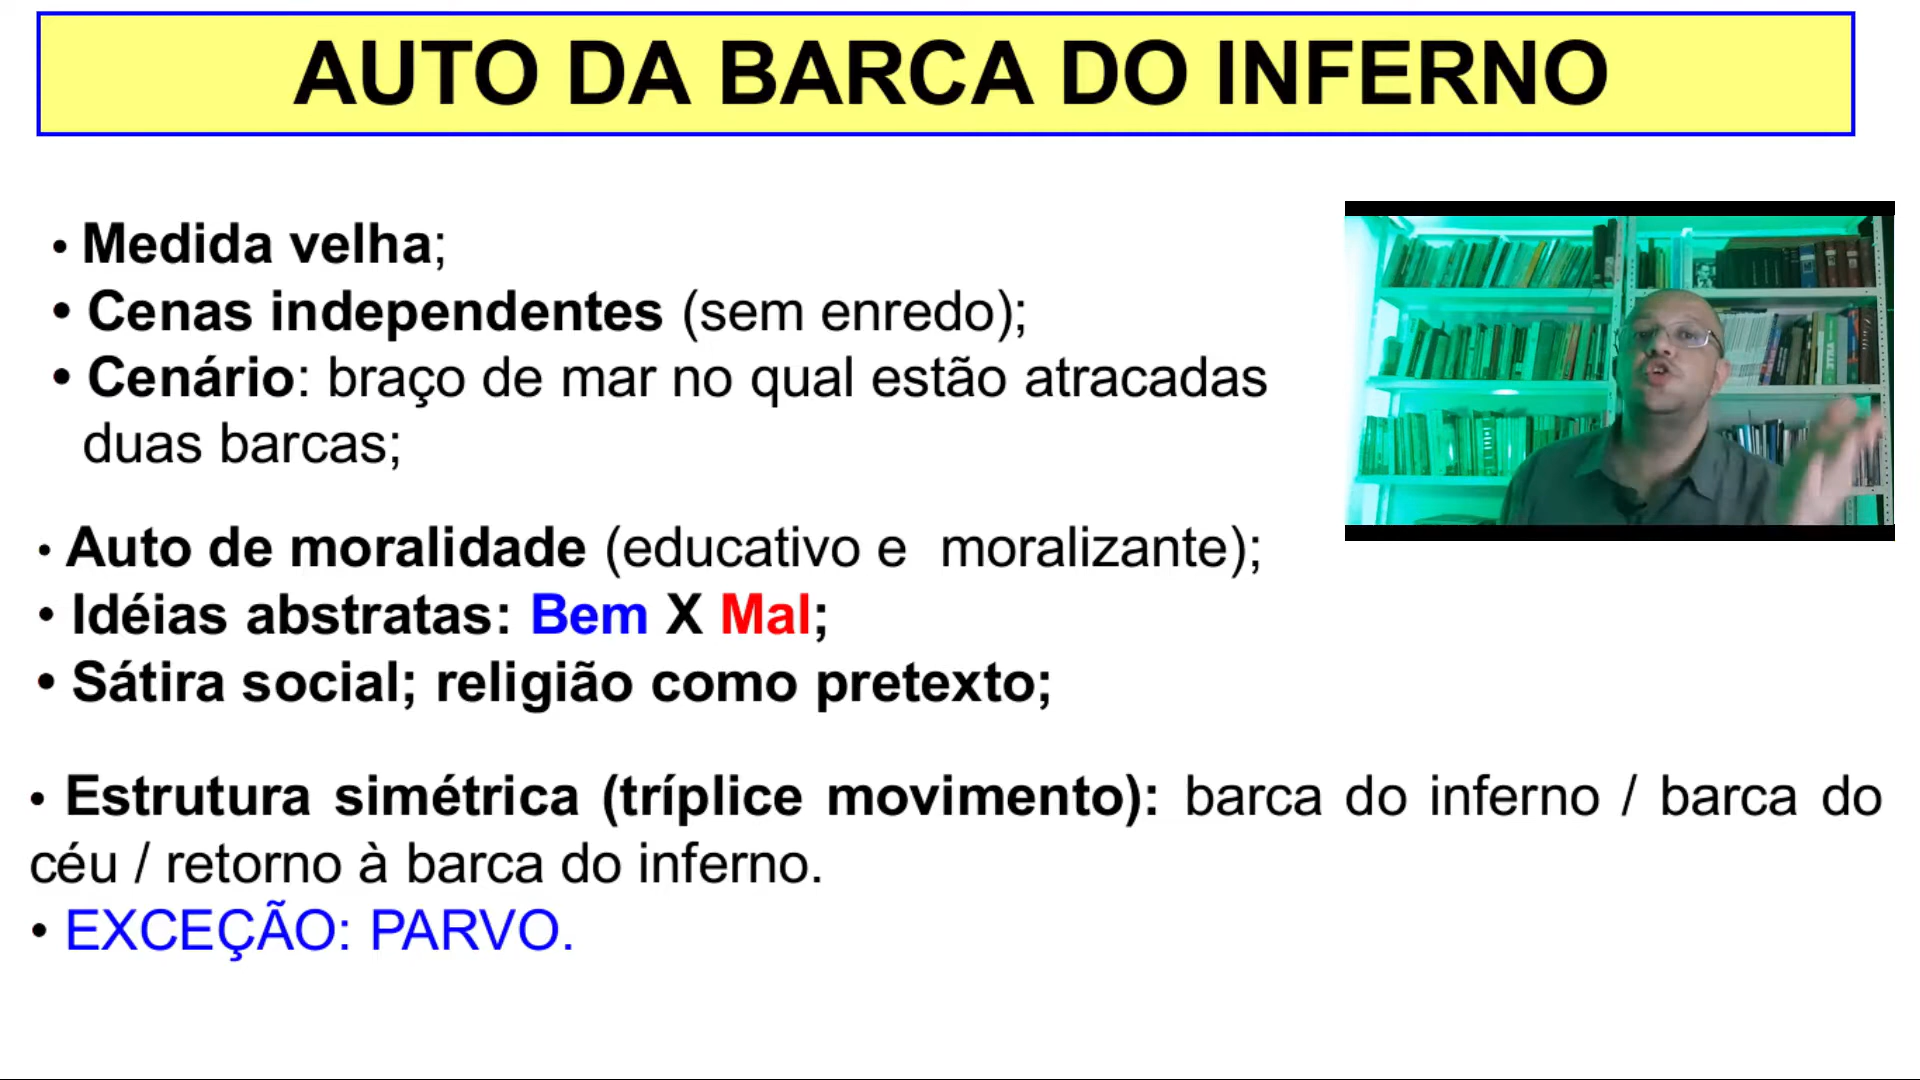 AUTO DA BARCA DO INFERNO
• Medida velha;
• Cenas independentes (sem enredo);
• Cenário: braço de mar no qual estão atracadas
duas barcas;
• Auto de moralidade (educativo e moralizante);
• Idéias abstratas: Bem X Mal;
• Sátira social; religião como pretexto;
• Estrutura simétrica (tríplice movimento): barca do inferno / barca do
céu / retorno à barca do inferno.
• EXCEÇÃO: PARVO.